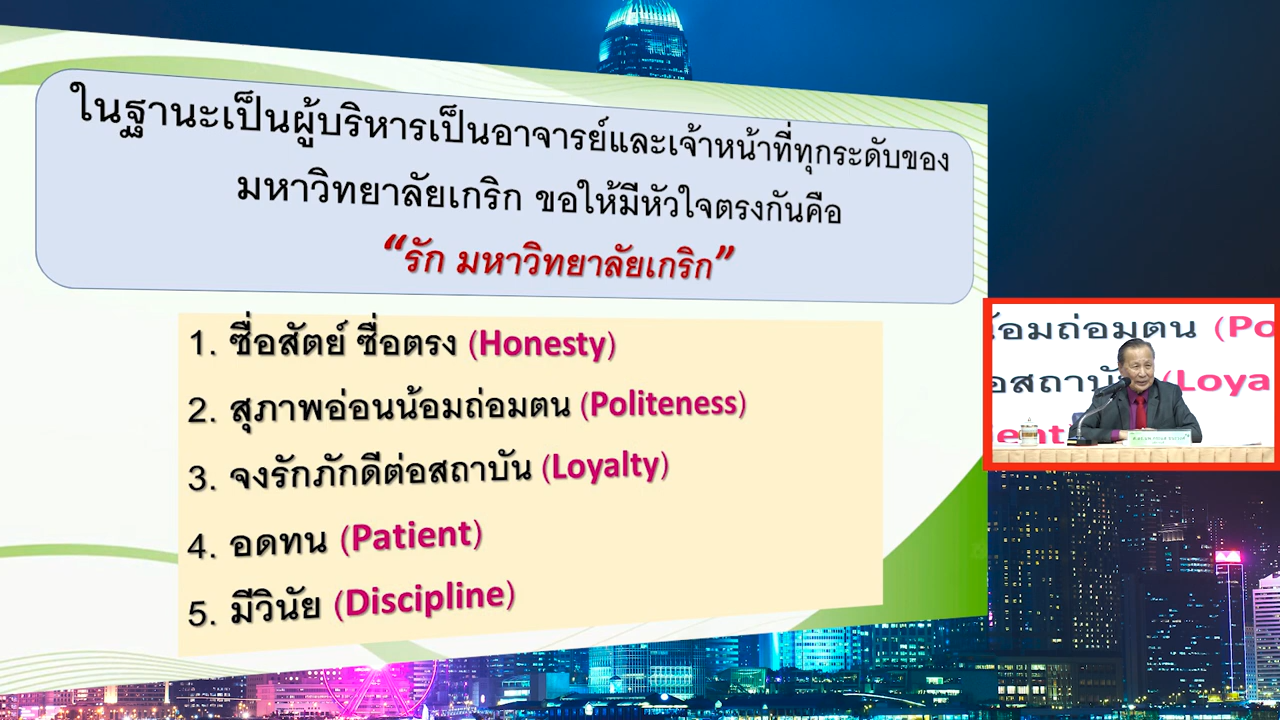 ในฐานะเป็นผู้บริหารเป็นอาจารย์และเจ้าหน้าที่ทุกระดับของ
มหาวิทยาลัยเกริก ขอให้มีหัวใจตรงกันคือ
“รัก มหาวิทยาลัยเกริก”
1. ซื่อสัตย์ ซื่อตรง (Honesty)
2. สุภาพอ่อนน้อมถ่อมตน (Politeness)
3. จงรักภักดีต่อสถาบัน (Loyalty)
4. อดทน (Patient)
5. มีวินัย (Discipline)
น้อมถ่อมตน (Po
อสถาบัน (Loya
ent